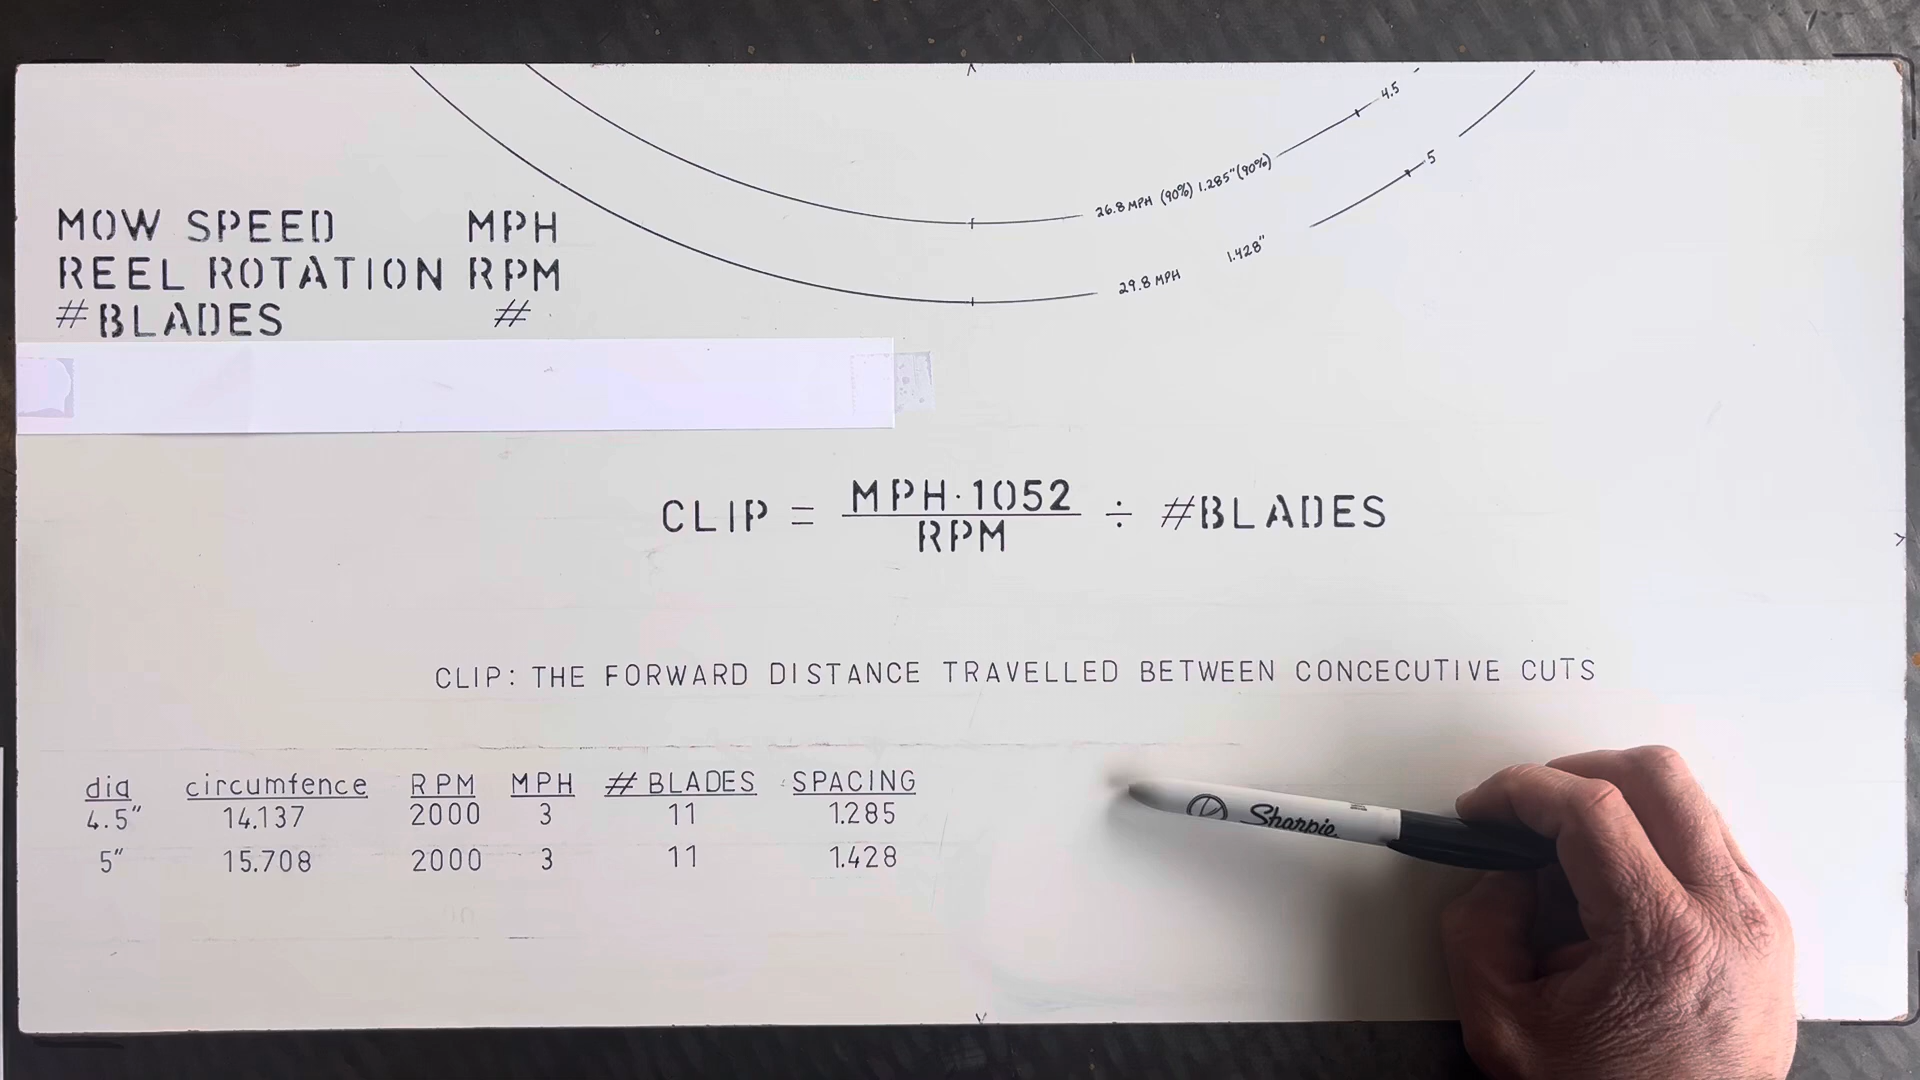 4.5
26.8 MPH (90%) 1.285" (90%)
5
29.8 MPH 1.428"
MOW SPEED MPH
REEL ROTATION RPM
# BLADES #
CLIP = MPH·1052 ÷ #BLADES
RPM
CLIP: THE FORWARD DISTANCE TRAVELLED BETWEEN CONCECUTIVE CUTS
dia circumfence RPM MPH # BLADES SPACING
4.5" 14.137 2000 3 11 1.285
5" 15.708 2000 3 11 1.428
Sharpie